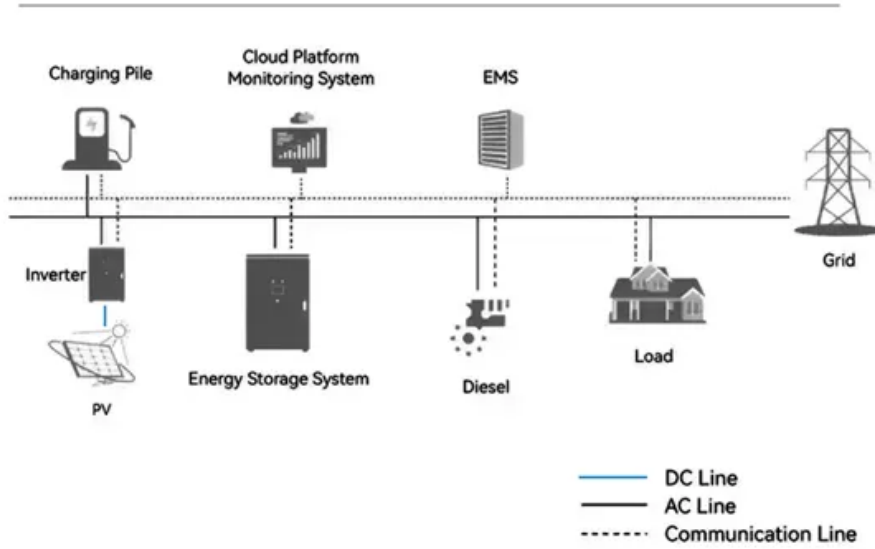 Charging Pile
Cloud Platform
Monitoring System
EMS
Grid
Inverter
Energy Storage System
Load
Diesel
PV
DC Line
AC Line
Communication Line